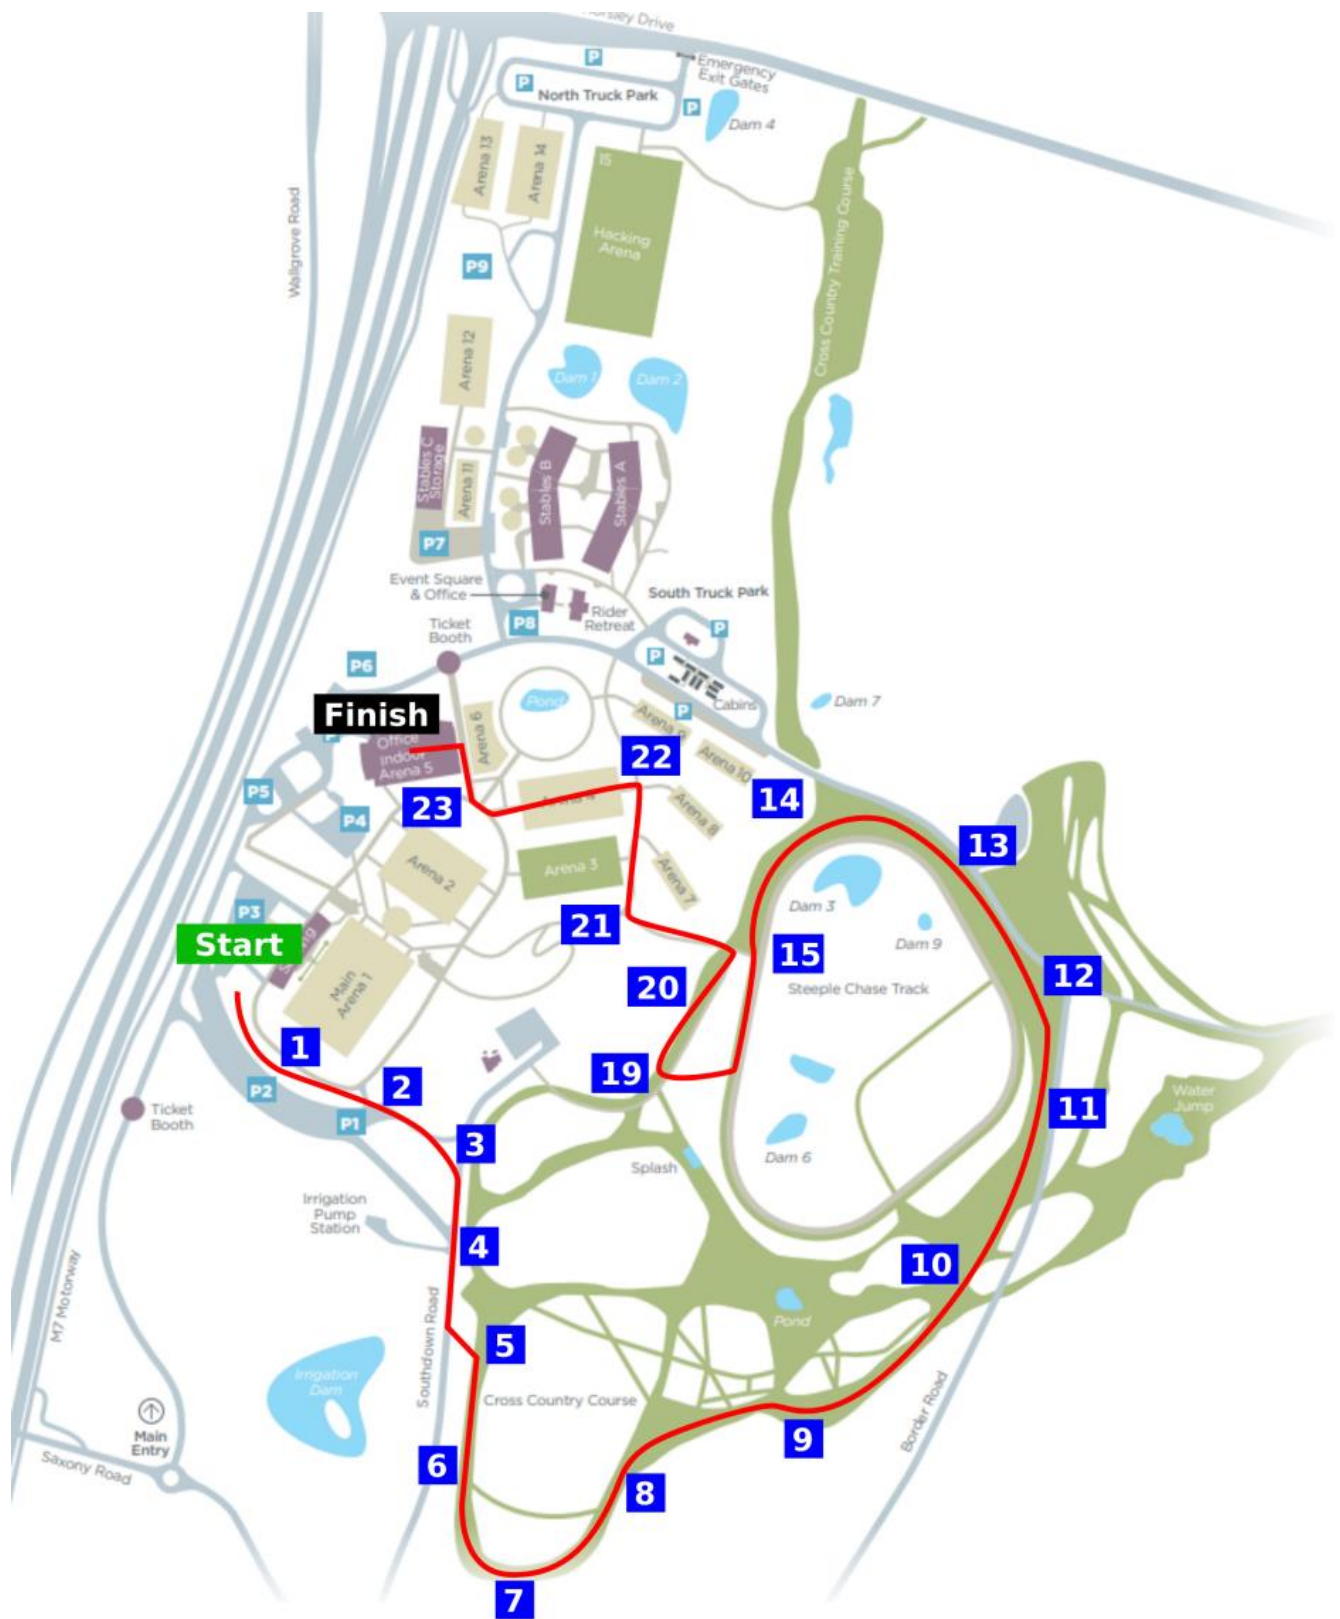 Horsley Drive
P
Emergency
Exit Gates
P
North Truck Park
P
Dam 4
Arena 13
Arena 14
15
Hacking
Arena
Cross Country Training Course
Wallgrove Road
P9
Arena 12
Dam 1
Dam 2
Stables C
Storage
Arena 11
Stables B
Stables A
P7
Event Square
& Office
South Truck Park
Rider
Retreat
Ticket
Booth
P8
P
P6
P
Cabins
Dam 7
Pond
Finish
P
Arena 6
Arena 9
Office
Indoor
Arena 5
22
Arena 10
P5
23
14
P4
Arena 4
Arena 8
13
Arena 2
Arena 3
Arena 7
Dam 3
P3
21
Dam 9
Start
15
Main
Arena 1
20
Steeple Chase Track
12
1
19
2
P2
11
Water
Jump
Ticket
Booth
P1
3
Splash
Dam 6
Irrigation
Pump
Station
4
10
M7 Motorway
Southdown Road
5
Pond
Irrigation
Dam
Cross Country Course
Border Road
Main
Entry
9
Saxony Road
6
8
7